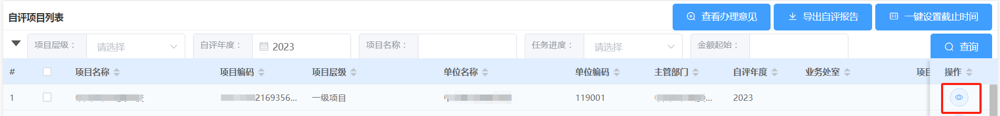 自评项目列表 查看办理意见 导出自评报告 一键设置截止时间
项目层级： 请选择 自评年度： 2023 项目名称： 任务进度： 请选择 金额起始： 查询
# 项目名称 项目编码 项目层级 单位名称 单位编码 主管部门 自评年度 业务处室 项目 操作
1 2169356... 一级项目 119001 ... 2023